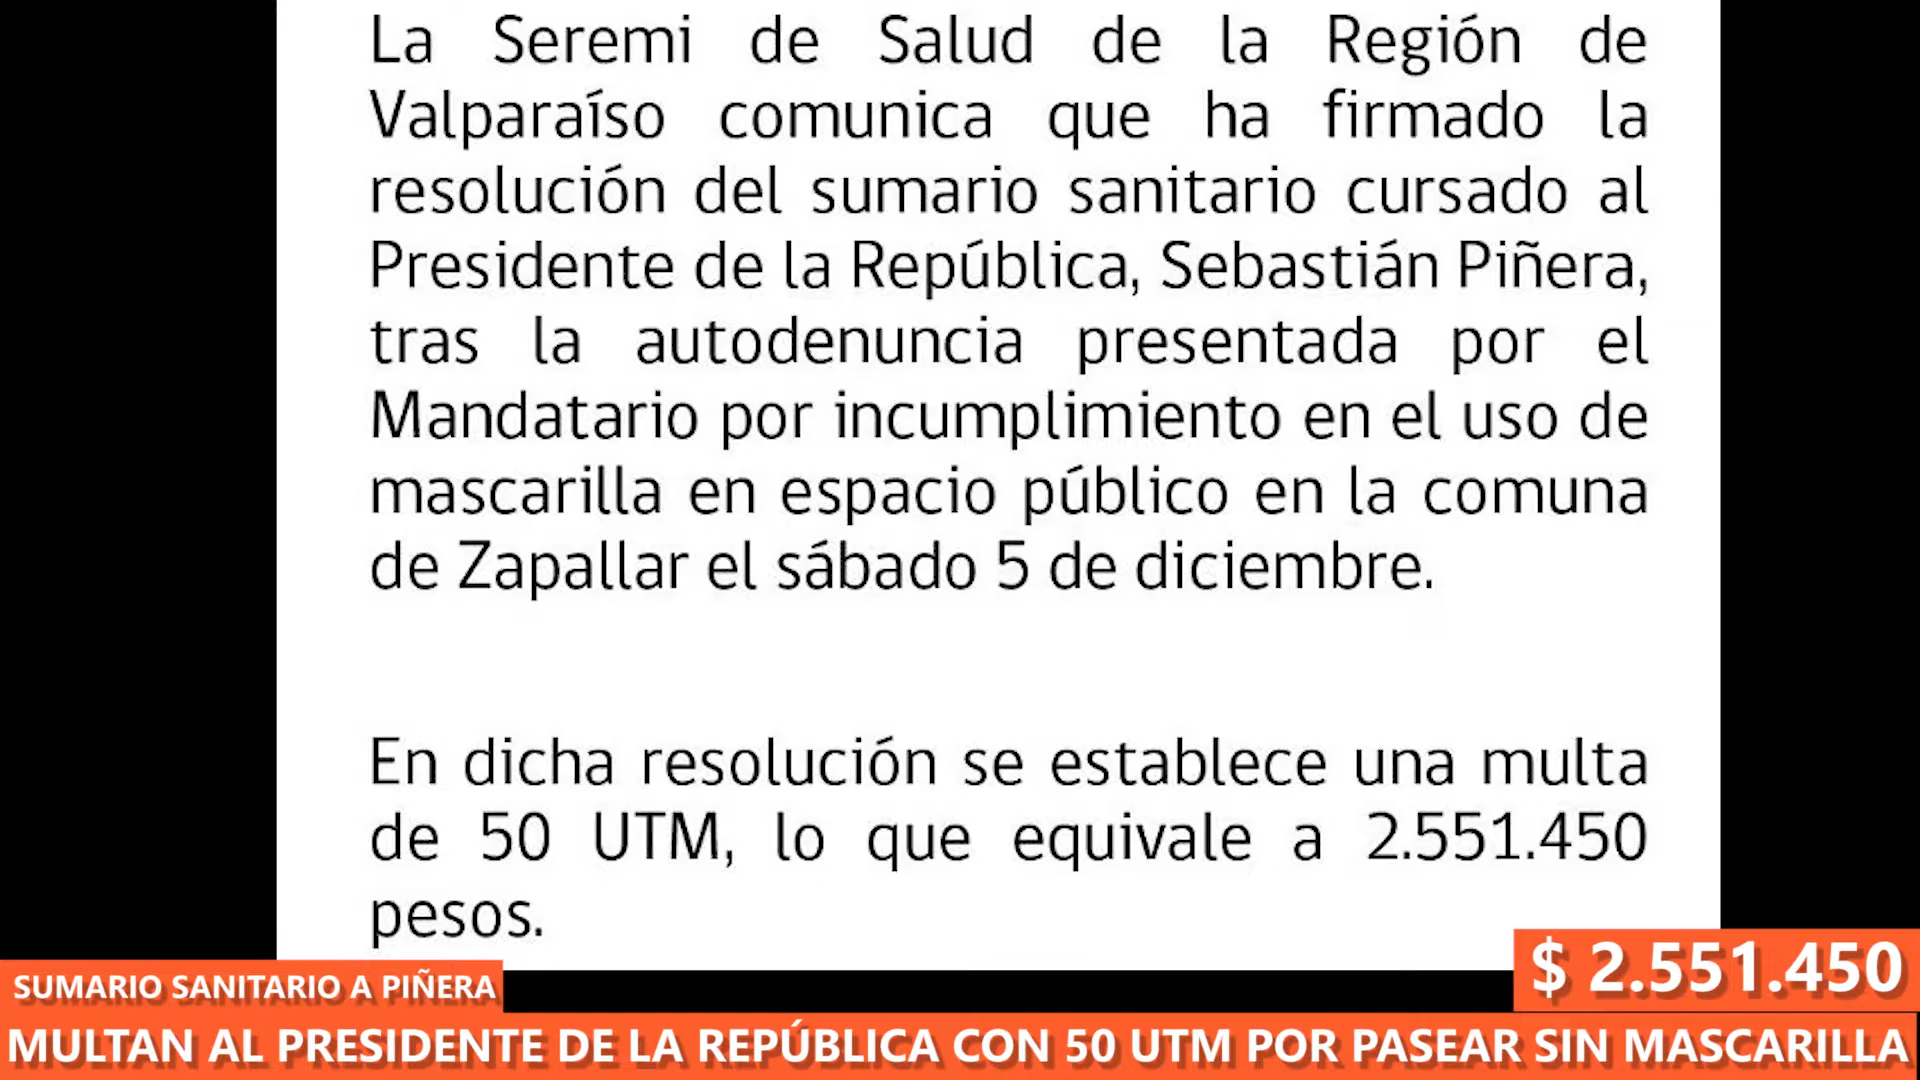 La Seremi de Salud de la Región de
Valparaíso comunica que ha firmado la
resolución del sumario sanitario cursado al
Presidente de la República, Sebastián Piñera,
tras la autodenuncia presentada por el
Mandatario por incumplimiento en el uso de
mascarilla en espacio público en la comuna
de Zapallar el sábado 5 de diciembre.
En dicha resolución se establece una multa
de 50 UTM, lo que equivale a 2.551.450
pesos.
$ 2.551.450
SUMARIO SANITARIO A PIÑERA
MULTAN AL PRESIDENTE DE LA REPÚBLICA CON 50 UTM POR PASEAR SIN MASCARILLA